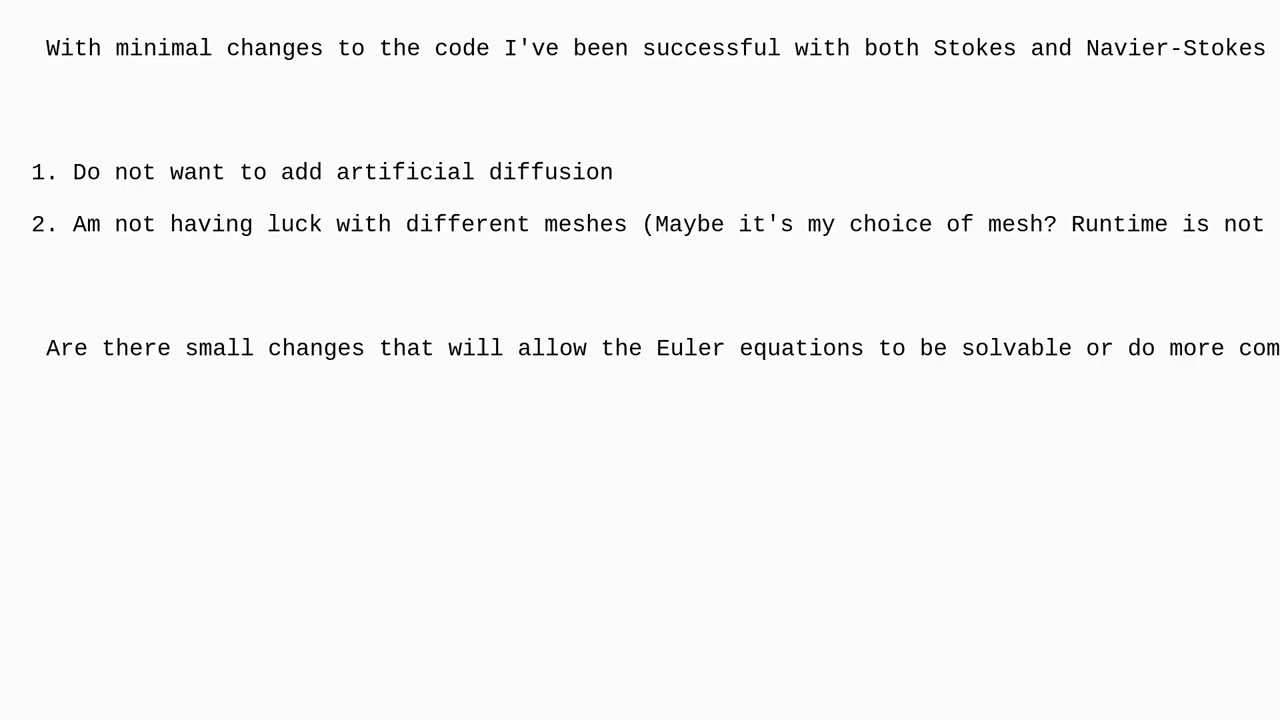 With minimal changes to the code I've been successful with both Stokes and Navier-Stokes
1. Do not want to add artificial diffusion
2. Am not having luck with different meshes (Maybe it's my choice of mesh? Runtime is not
Are there small changes that will allow the Euler equations to be solvable or do more